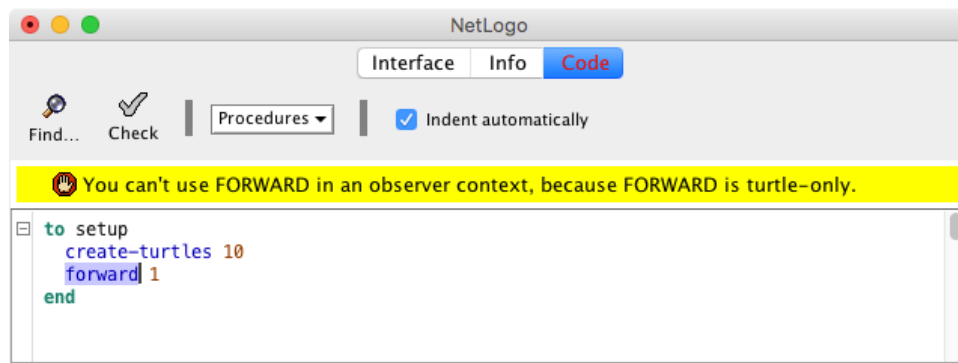 NetLogo
Interface Info Code
Find... Check Procedures Indent automatically
You can't use FORWARD in an observer context, because FORWARD is turtle-only.
to setup
create-turtles 10
forward 1
end